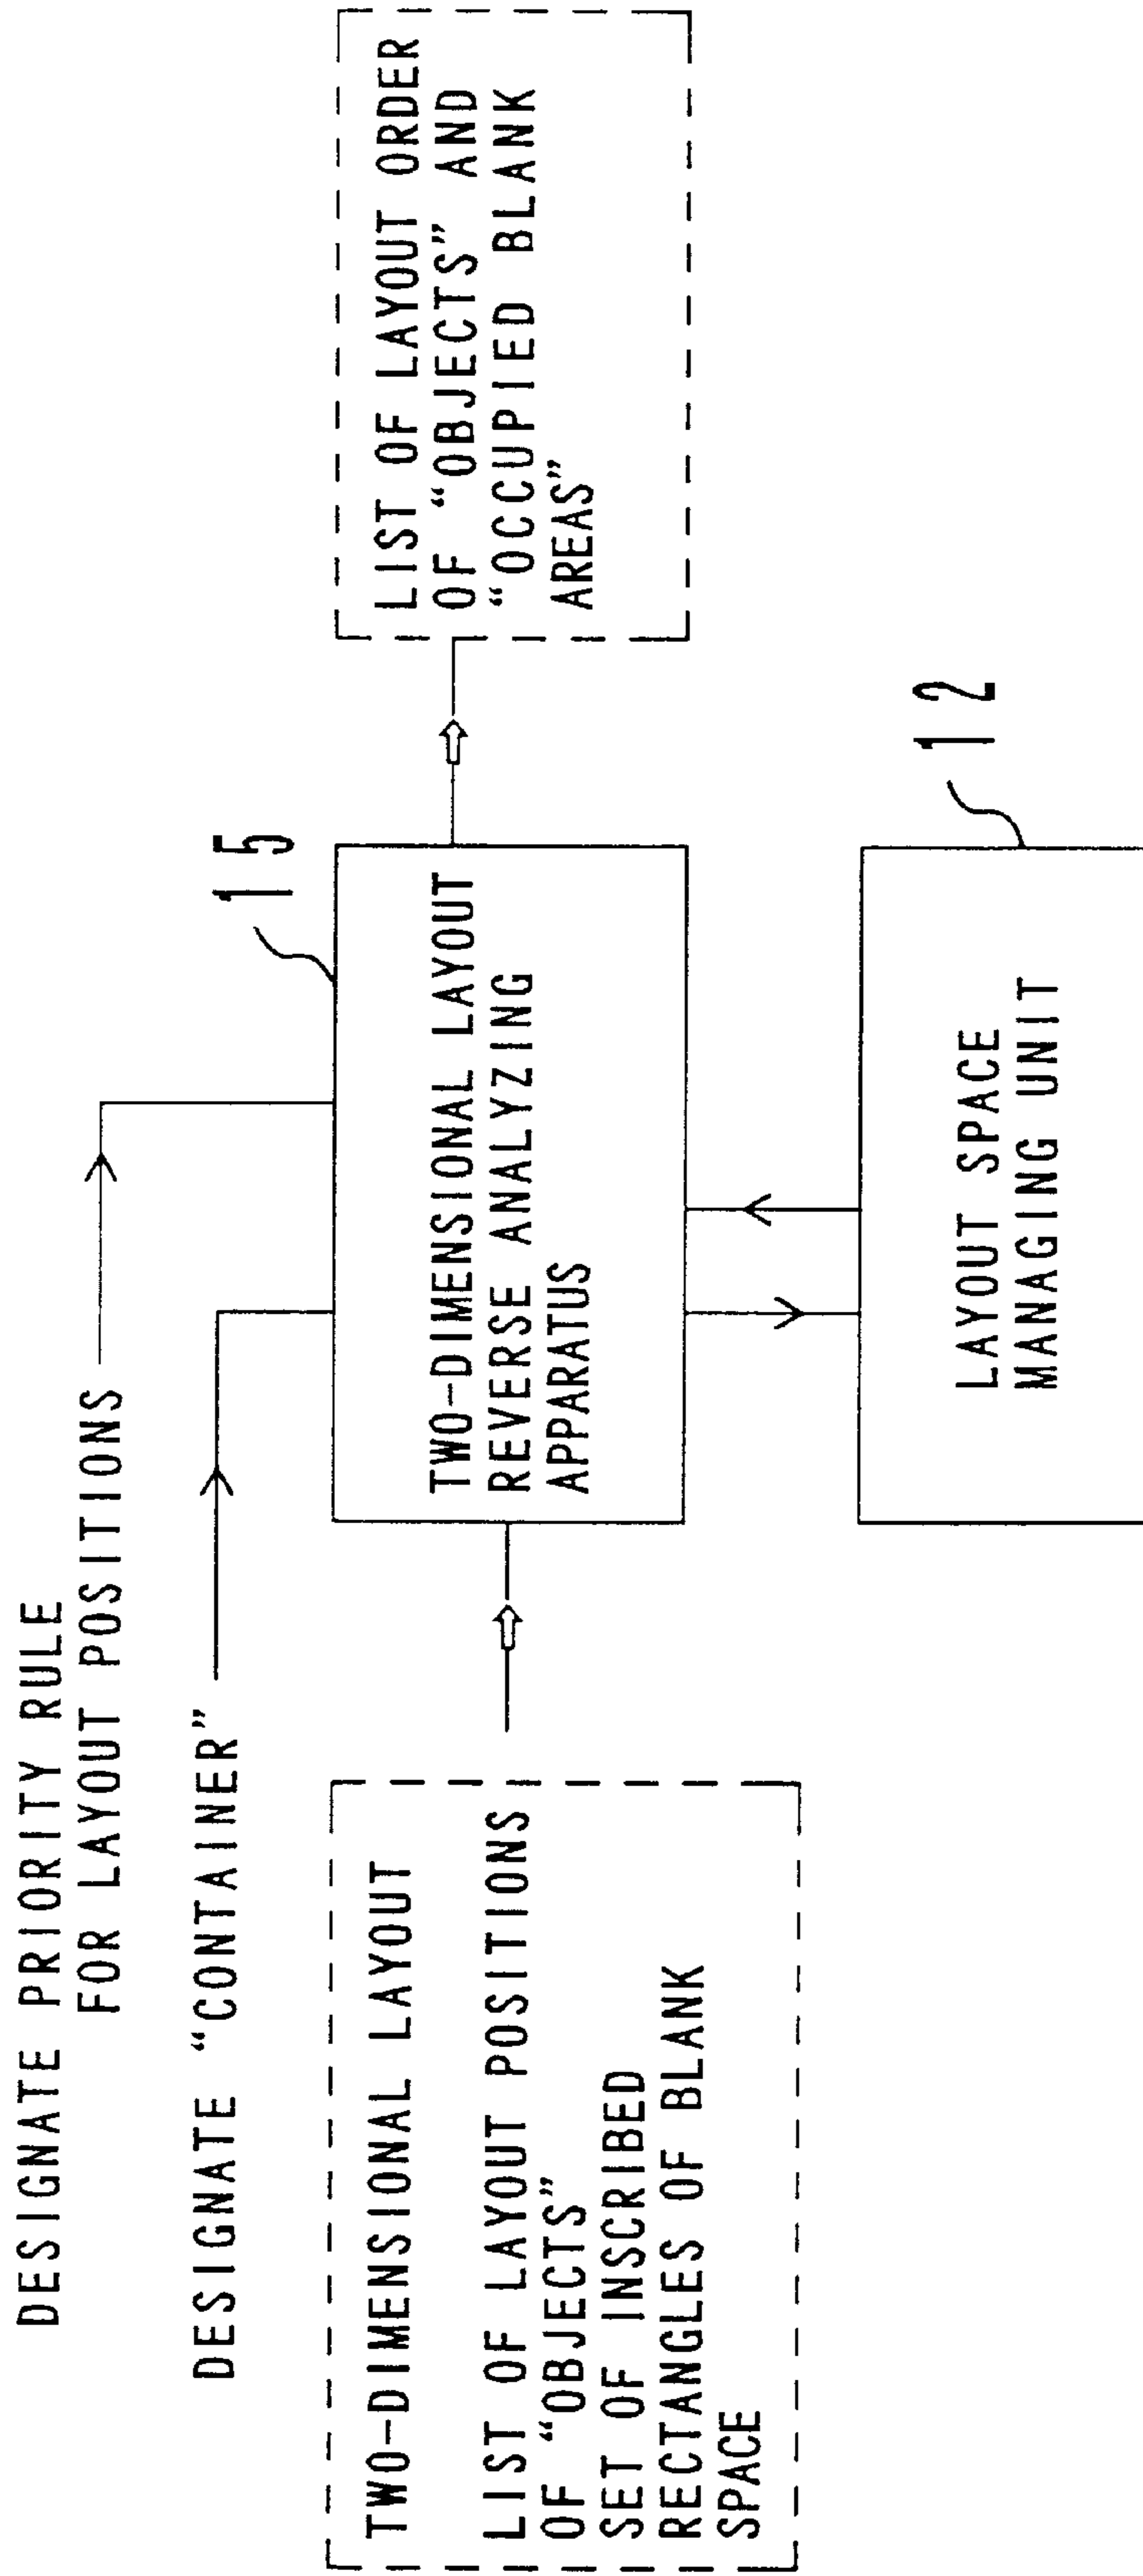 DESIGNATE PRIORITY RULE
FOR LAYOUT POSITIONS
DESIGNATE “CONTAINER”
TWO-DIMENSIONAL LAYOUT
LIST OF LAYOUT POSITIONS
OF “OBJECTS”
SET OF INSCRIBED
RECTANGLES OF BLANK
SPACE
15
TWO-DIMENSIONAL LAYOUT
REVERSE ANALYZING
APPARATUS
LIST OF LAYOUT ORDER
OF “OBJECTS” AND
“OCCUPIED BLANK
AREAS”
12
LAYOUT SPACE
MANAGING UNIT